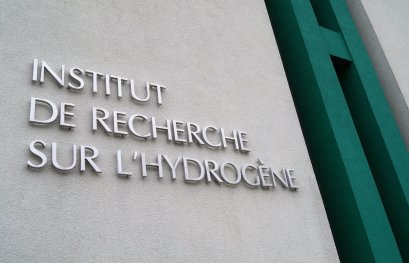 INSTITUT
DE RECHERCHE
SUR L'HYDROGÈNE